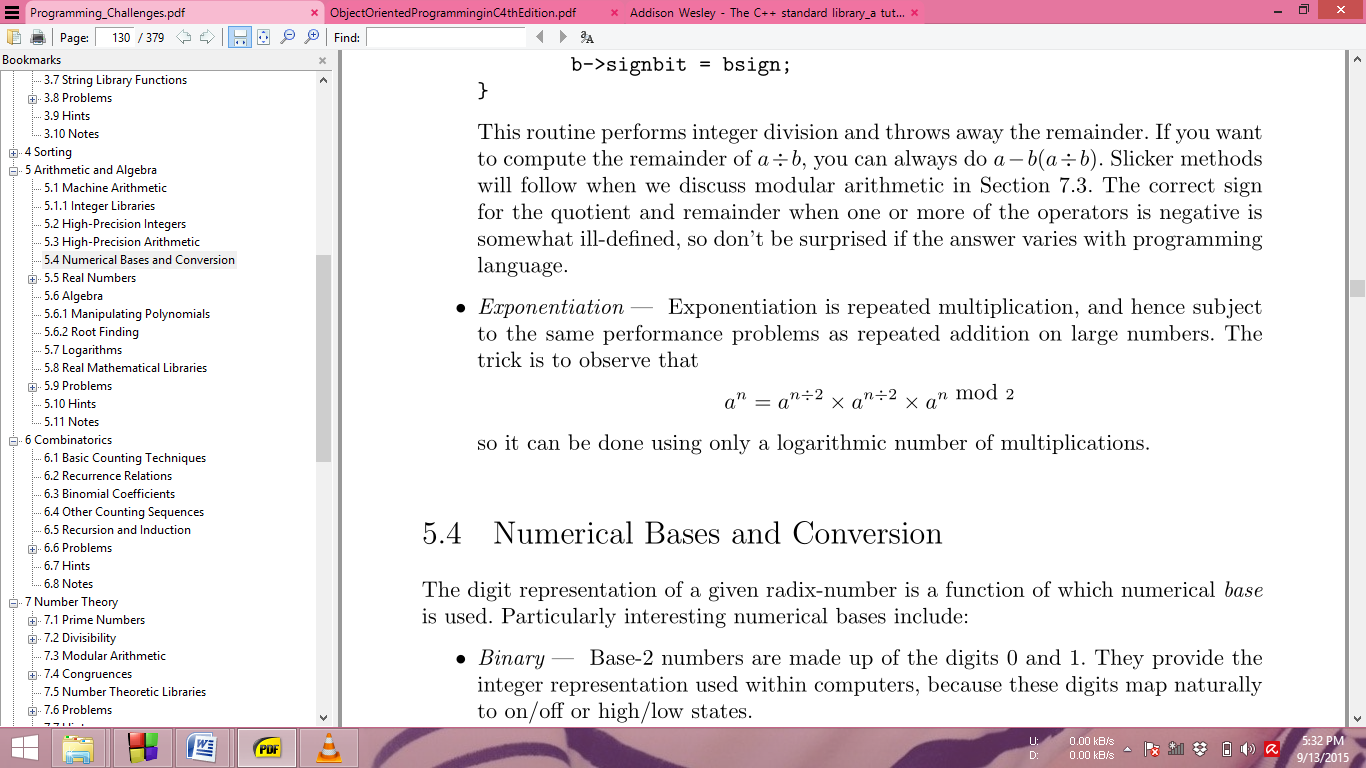 Programming_Challenges.pdf
ObjectOrientedProgramminginC4thEdition.pdf
Addison Wesley - The C++ standard library_a tut...
Page: 130 / 379
Find:
Bookmarks
3.7 String Library Functions
3.8 Problems
3.9 Hints
3.10 Notes
4 Sorting
5 Arithmetic and Algebra
5.1 Machine Arithmetic
5.1.1 Integer Libraries
5.2 High-Precision Integers
5.3 High-Precision Arithmetic
5.4 Numerical Bases and Conversion
5.5 Real Numbers
5.6 Algebra
5.6.1 Manipulating Polynomials
5.6.2 Root Finding
5.7 Logarithms
5.8 Real Mathematical Libraries
5.9 Problems
5.10 Hints
5.11 Notes
6 Combinatorics
6.1 Basic Counting Techniques
6.2 Recurrence Relations
6.3 Binomial Coefficients
6.4 Other Counting Sequences
6.5 Recursion and Induction
6.6 Problems
6.7 Hints
6.8 Notes
7 Number Theory
7.1 Prime Numbers
7.2 Divisibility
7.3 Modular Arithmetic
7.4 Congruences
7.5 Number Theoretic Libraries
7.6 Problems
b->signbit = bsign;
}
This routine performs integer division and throws away the remainder. If you want
to compute the remainder of a ÷ b, you can always do a − b(a ÷ b). Slicker methods
will follow when we discuss modular arithmetic in Section 7.3. The correct sign
for the quotient and remainder when one or more of the operators is negative is
somewhat ill-defined, so don't be surprised if the answer varies with programming
language.
• Exponentiation — Exponentiation is repeated multiplication, and hence subject
to the same performance problems as repeated addition on large numbers. The
trick is to observe that
a^n = a^{n÷2} × a^{n÷2} × a^{n mod 2}
so it can be done using only a logarithmic number of multiplications.
5.4 Numerical Bases and Conversion
The digit representation of a given radix-number is a function of which numerical base
is used. Particularly interesting numerical bases include:
• Binary — Base-2 numbers are made up of the digits 0 and 1. They provide the
integer representation used within computers, because these digits map naturally
to on/off or high/low states.
PDF
U: 0.00 kB/s
D: 0.00 kB/s
5:32 PM
9/13/2015